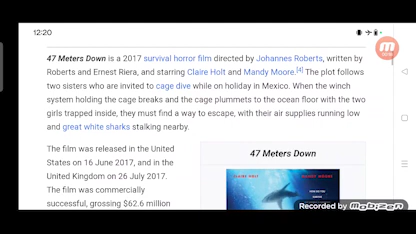 12:20
47 Meters Down is a 2017 survival horror film directed by Johannes Roberts, written by
Roberts and Ernest Riera, and starring Claire Holt and Mandy Moore.[4] The plot follows
two sisters who are invited to cage dive while on holiday in Mexico. When the winch
system holding the cage breaks and the cage plummets to the ocean floor with the two
girls trapped inside, they must find a way to escape, with their air supplies running low
and great white sharks stalking nearby.
The film was released in the United
States on 16 June 2017, and in the
United Kingdom on 26 July 2017.
The film was commercially
successful, grossing $62.6 million
47 Meters Down
CLAIRE HOLT
MANDY MOORE
Recorded by Mobizen